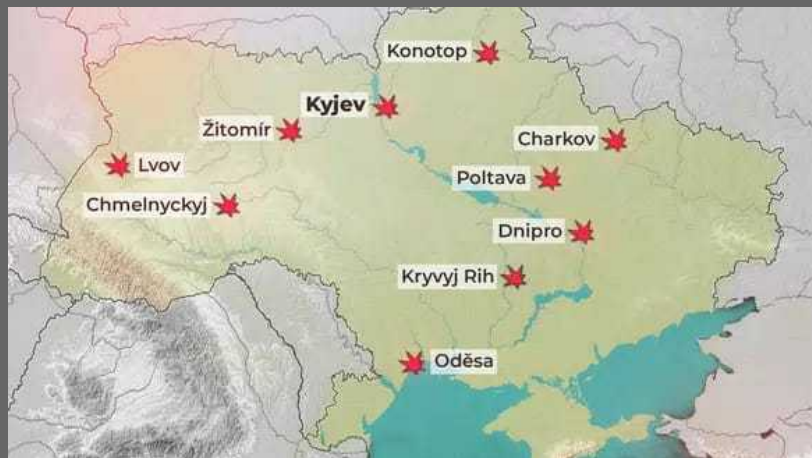 Konotop
Kyjev
Žitomír
Charkov
Lvov
Poltava
Chmelnyckyj
Dnipro
Kryvyj Rih
Oděsa